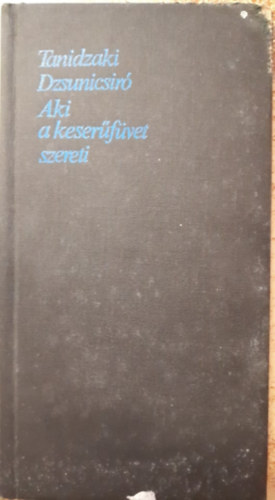 Tanidzaki
Dzsunicsiró
Aki
a keserűfüvet
szereti